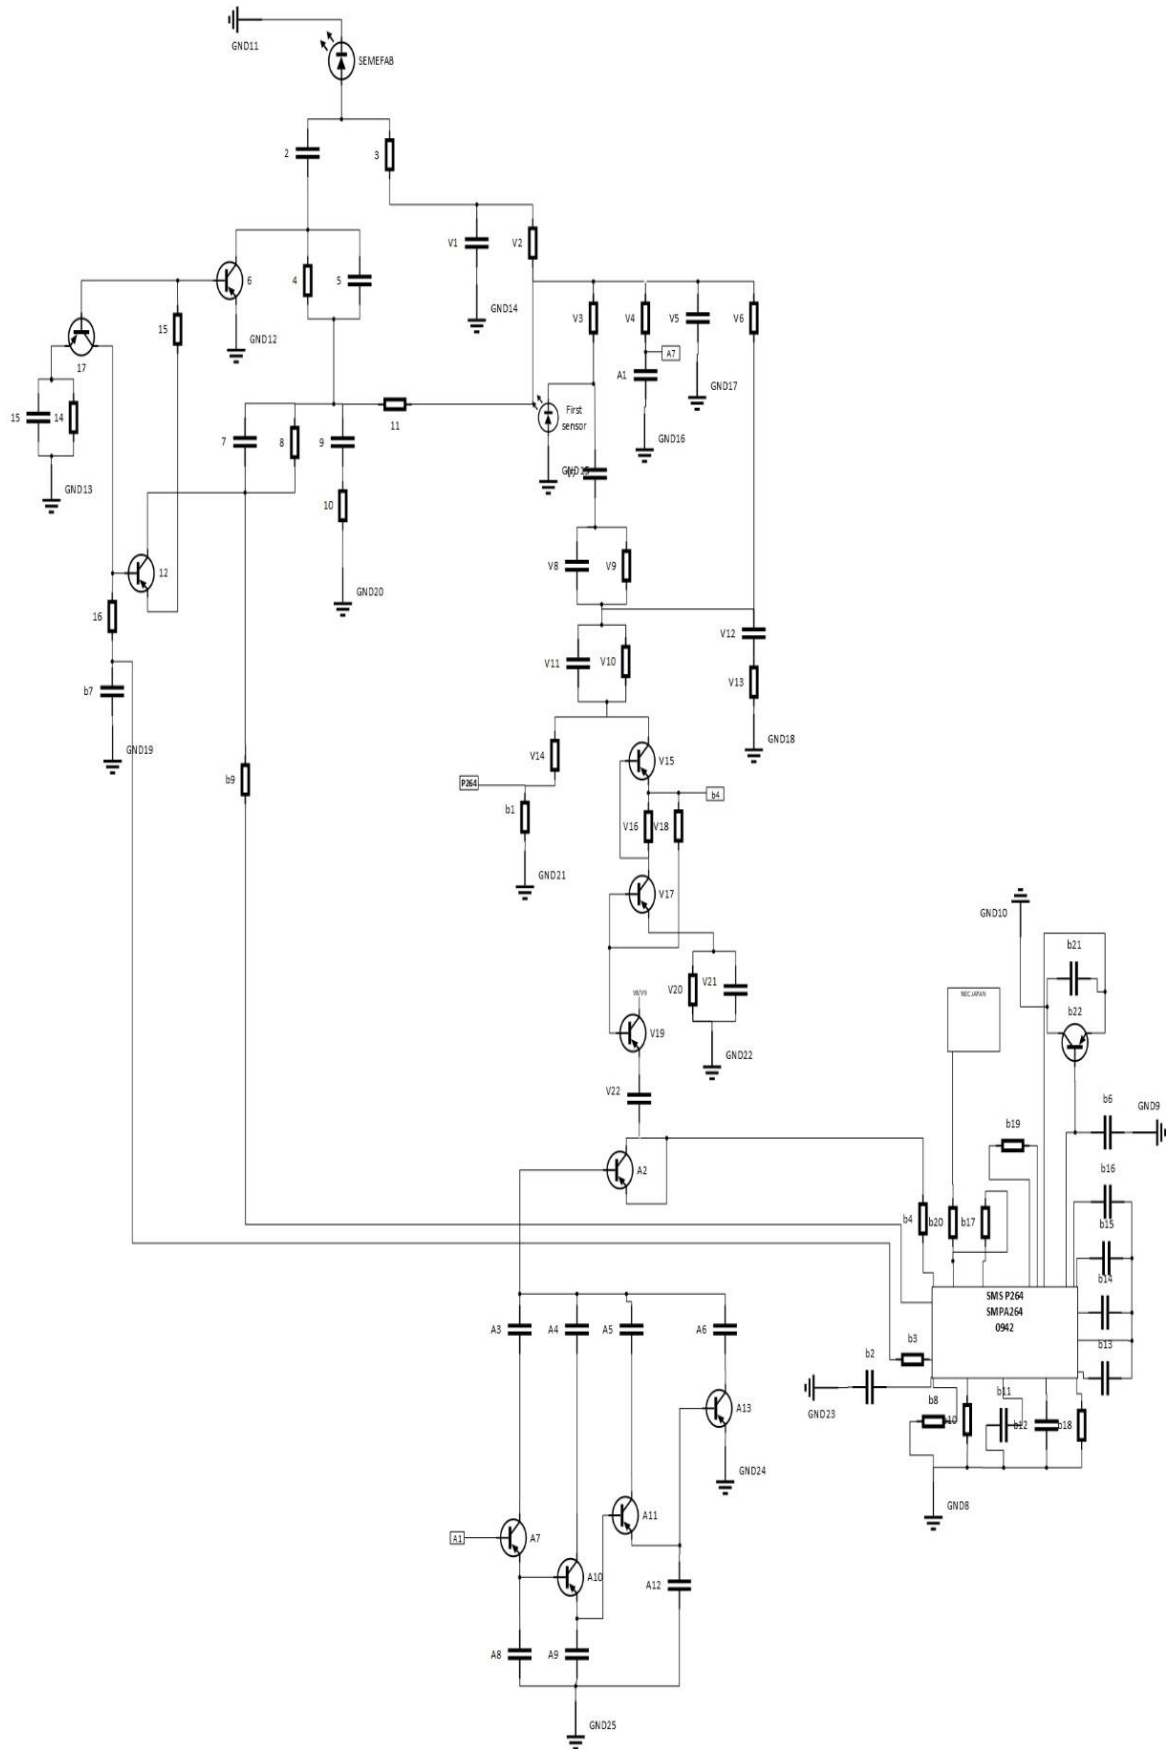 GND11
SEMEFAB
2
3
V1
V2
6
4
5
GND14
15
V3
V4
V5
V6
17
GND12
A7
A1
GND17
15
14
7
8
9
11
First
sensor
GND16
GND13
10
GND15
12
V8
V9
GND20
16
V12
b7
V11
V10
V13
GND19
V14
GND18
b9
V15
P264
b4
b1
V16
V18
GND21
V17
GND10
b21
V20
V21
NEC JAPAN
b22
V8/V9
V19
GND22
V22
b6
GND9
b19
A2
b16
b4
b20
b17
b15
b14
SMS P264
SMPA264
0942
A3
A4
A5
A6
b3
b2
b13
b11
b8
A13
10
b12
b18
GND23
GND24
GND8
A11
A1
A7
A10
A12
A8
A9
GND25